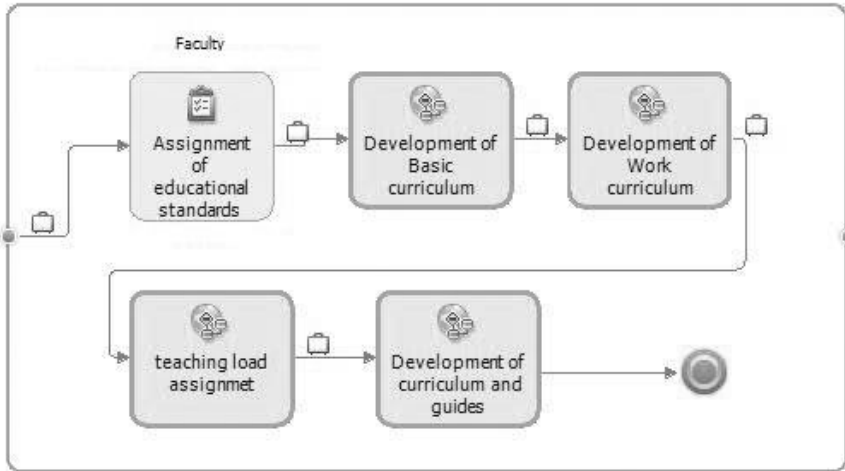 Faculty
Assignment
of
educational
standards
Development of
Basic
curriculum
Development of
Work
curriculum
teaching load
assignmet
Development of
curriculum and
guides